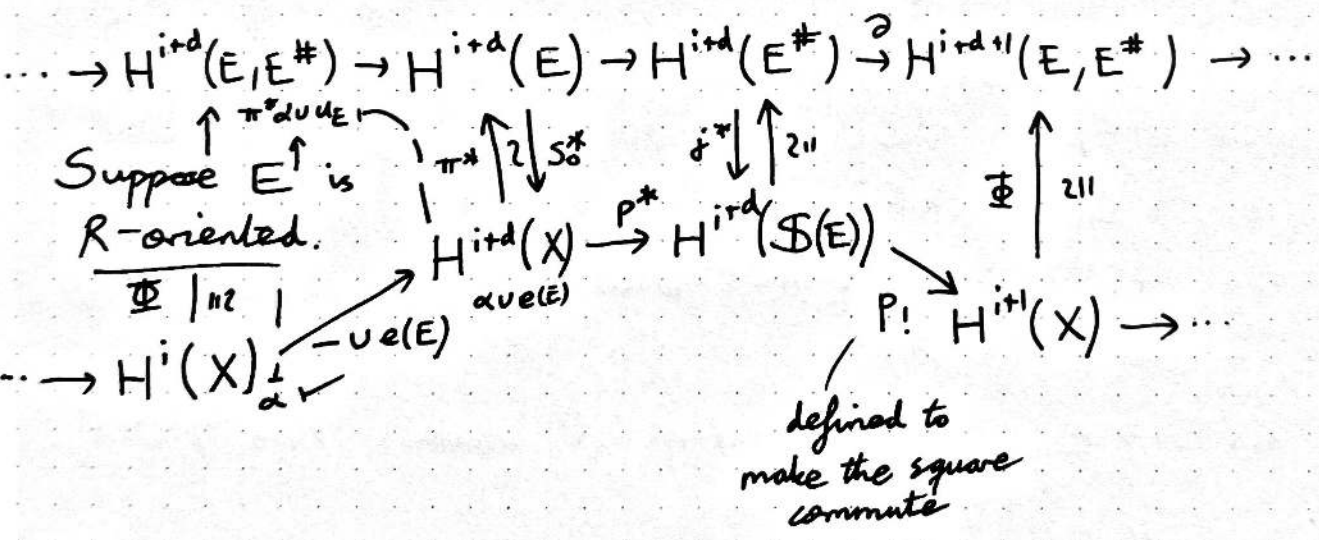 ··· → H^{i+d}(E, E^#) → H^{i+d}(E) → H^{i+d}(E^#) →^∂ H^{i+d+1}(E, E^#) → ···
↑ π*α ∪ u_E
π* ↑ ≀ ↓ s₀* j* ↓ ↑ ≀|| Φ ↑ ≀||
Suppose E is
R-oriented.
H^{i+d}(X) →^{p*} H^{i+d}(𝕊(E))
Φ | ||≀
α ∪ e(E)
− ∪ e(E)
p! H^{i+1}(X) → ···
··· → H^i(X)
α
defined to
make the square
commute